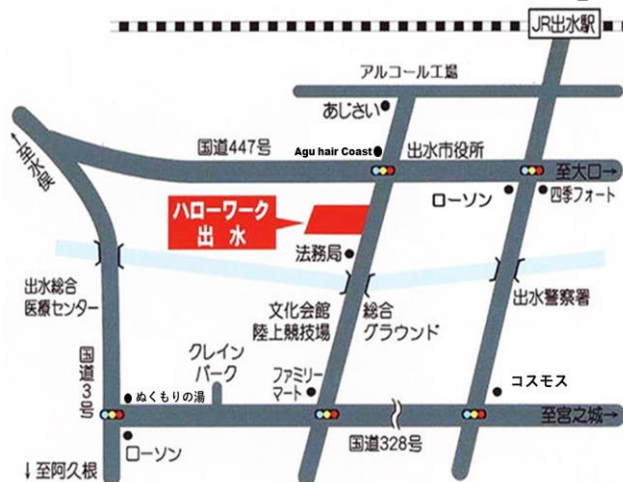 JR出水駅
アルコール工場
あじさい
国道447号
Agu hair Coast
出水市役所
至大口→
←至水俣
ローソン
四季フォート
ハローワーク
出水
法務局
出水総合
医療センター
文化会館
陸上競技場
総合
グラウンド
出水警察署
国道3号
クレイン
パーク
ファミリー
マート
コスモス
ぬくもりの湯
至宮之城→
ローソン
国道328号
↓至阿久根